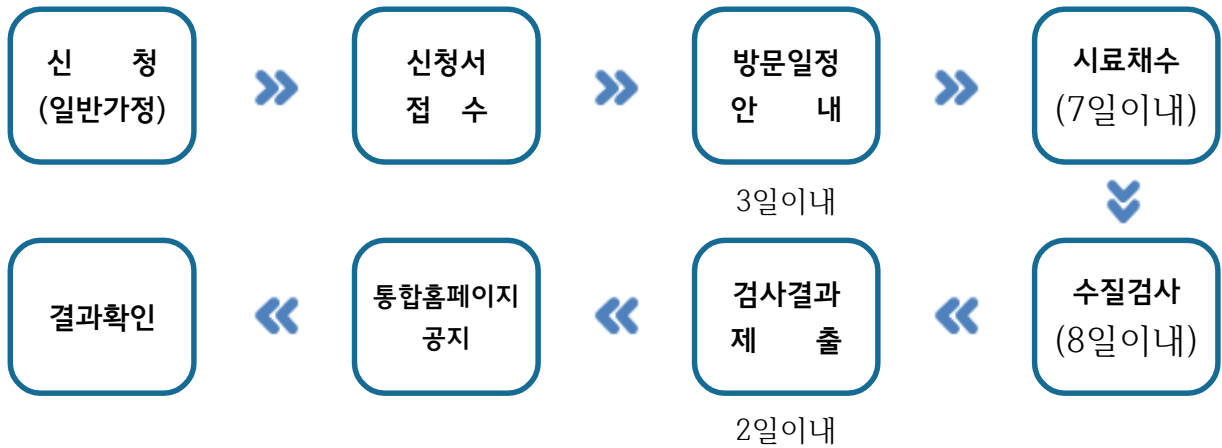 신 청
(일반가정)
신청서
접 수
방문일정
안 내
3일이내
시료채수
(7일이내)
수질검사
(8일이내)
검사결과
제 출
2일이내
통합홈페이지
공지
결과확인